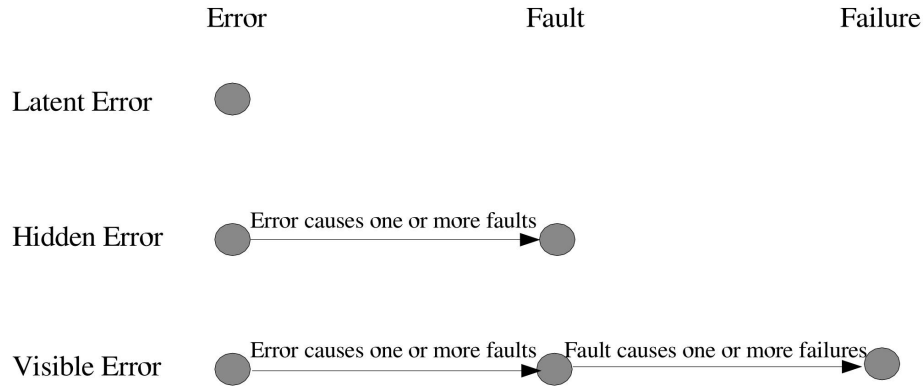 Error Fault Failure
Latent Error
Error causes one or more faults
Hidden Error
Error causes one or more faults Fault causes one or more failures
Visible Error